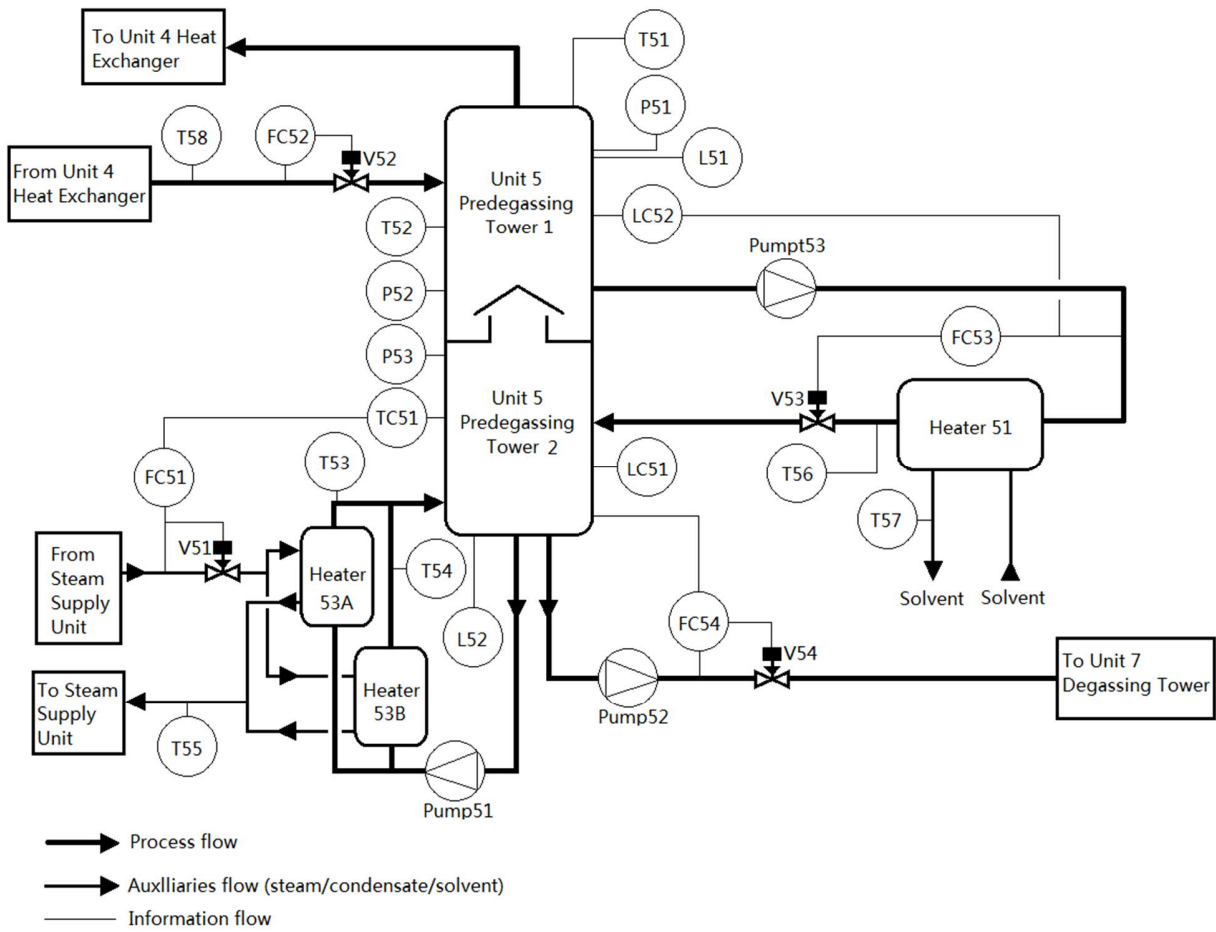 To Unit 4 Heat
Exchanger
T51
P51
T58
FC52
V52
L51
From Unit 4
Heat Exchanger
Unit 5
Predegassing
Tower 1
T52
LC52
Pumpt53
P52
P53
FC53
TC51
Unit 5
Predegassing
Tower 2
V53
Heater 51
T53
FC51
LC51
T56
T57
V51
From
Steam
Supply
Unit
Heater
53A
T54
Solvent
Solvent
L52
FC54
V54
To Unit 7
Degassing Tower
To Steam
Supply
Unit
Heater
53B
T55
Pump52
Pump51
Process flow
Auxlliaries flow (steam/condensate/solvent)
Information flow